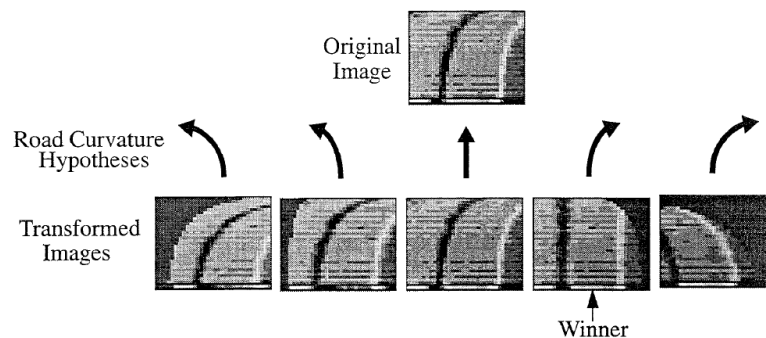 Original
Image
Road Curvature
Hypotheses
Transformed
Images
Winner